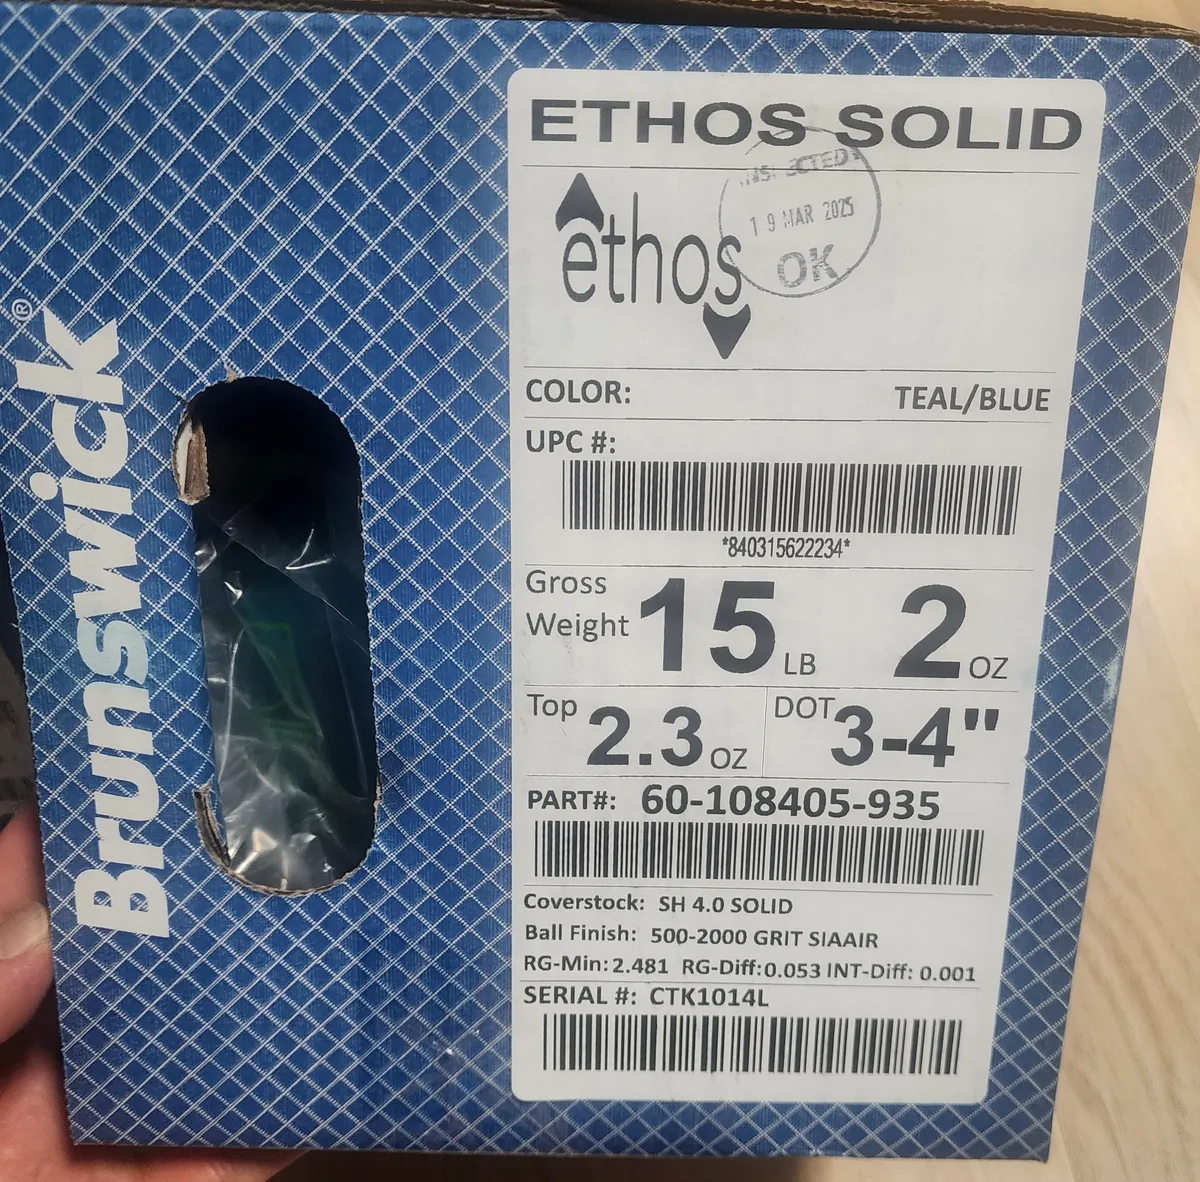 Brunswick®
ETHOS SOLID
INSPECTED
19 MAR 2025
OK
ethos
COLOR: TEAL/BLUE
UPC #:
*840315622234*
Gross Weight 15 LB 2 OZ
Top 2.3 OZ DOT 3-4"
PART#: 60-108405-935
Coverstock: SH 4.0 SOLID
Ball Finish: 500-2000 GRIT SIAAIR
RG-Min: 2.481 RG-Diff: 0.053 INT-Diff: 0.001
SERIAL #: CTK1014L